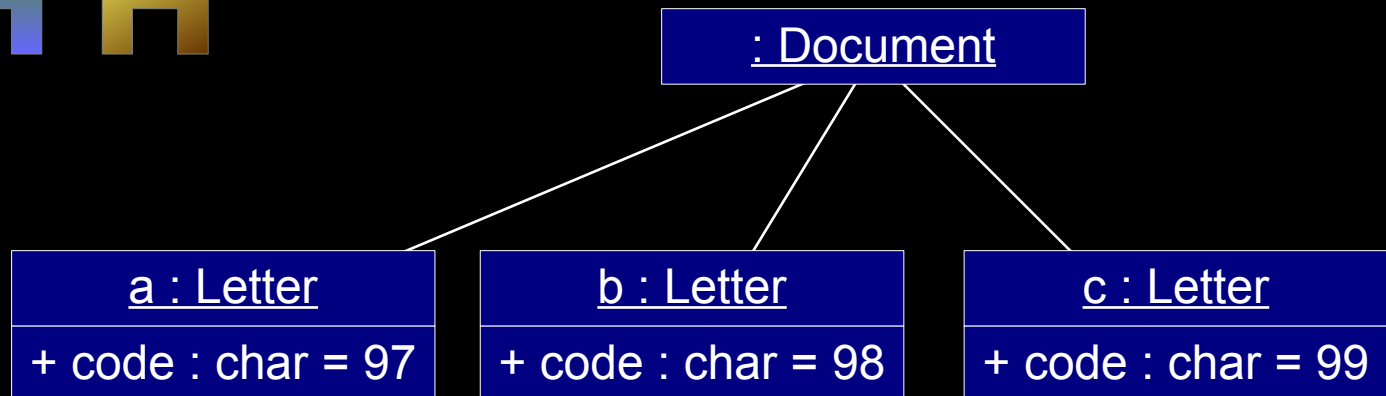 : Document
a : Letter
+ code : char = 97
b : Letter
+ code : char = 98
c : Letter
+ code : char = 99